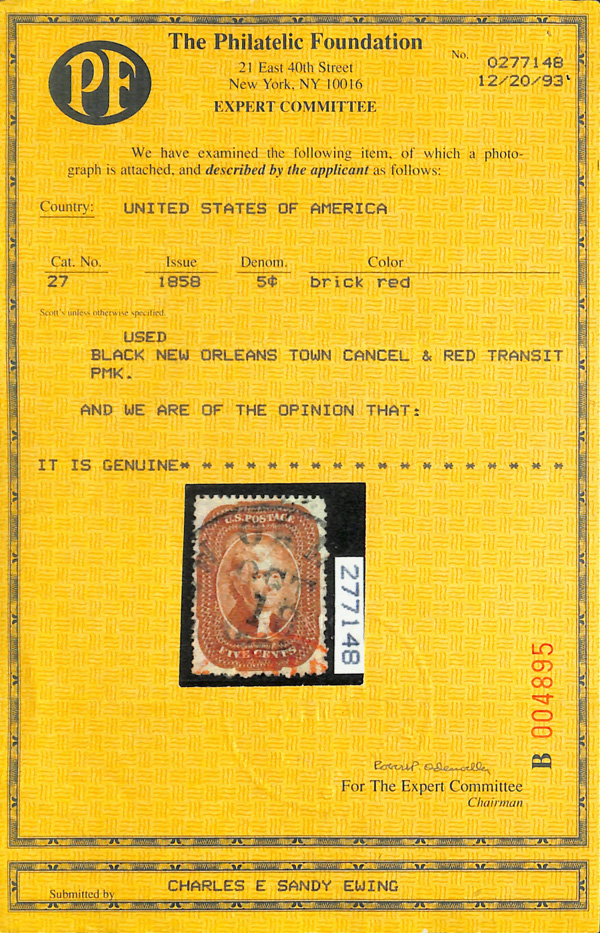 PF
The Philatelic Foundation
21 East 40th Street
New York, NY 10016
EXPERT COMMITTEE
No. 0277148
12/20/93
We have examined the following item, of which a photo-
graph is attached, and described by the applicant as follows:
Country: UNITED STATES OF AMERICA
Cat. No. Issue Denom. Color
27 1858 5¢ brick red
Scott's unless otherwise specified.
USED
BLACK NEW ORLEANS TOWN CANCEL & RED TRANSIT
PMK.
AND WE ARE OF THE OPINION THAT:
IT IS GENUINE* * * * * * * * * * * * * * * * * *
U.S. POSTAGE
FIVE CENTS
277148
B 004895
For The Expert Committee
Chairman
Submitted by CHARLES E SANDY EWING